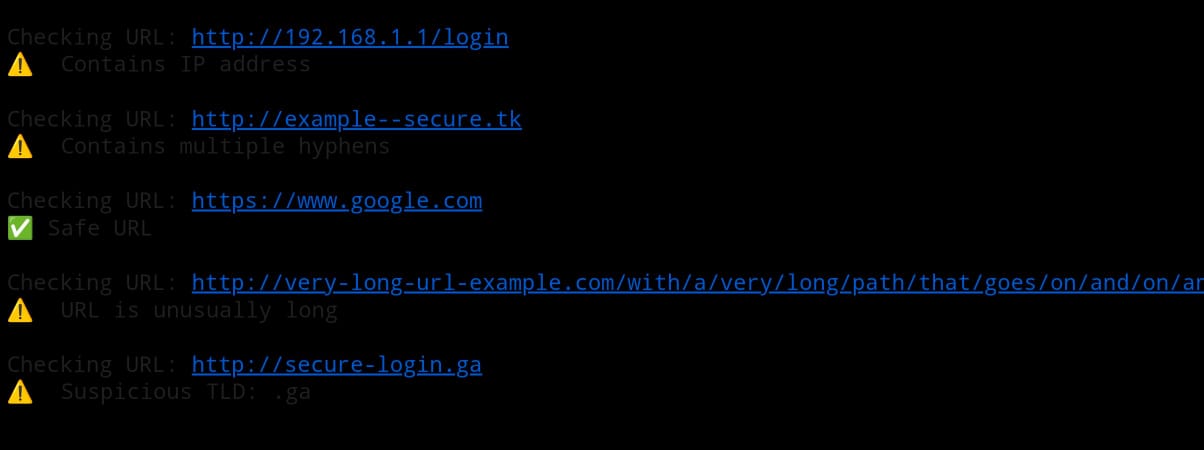 Checking URL: http://192.168.1.1/login
⚠️ Contains IP address
Checking URL: http://example--secure.tk
⚠️ Contains multiple hyphens
Checking URL: https://www.google.com
✅ Safe URL
Checking URL: http://very-long-url-example.com/with/a/very/long/path/that/goes/on/and/on/an
⚠️ URL is unusually long
Checking URL: http://secure-login.ga
⚠️ Suspicious TLD: .ga